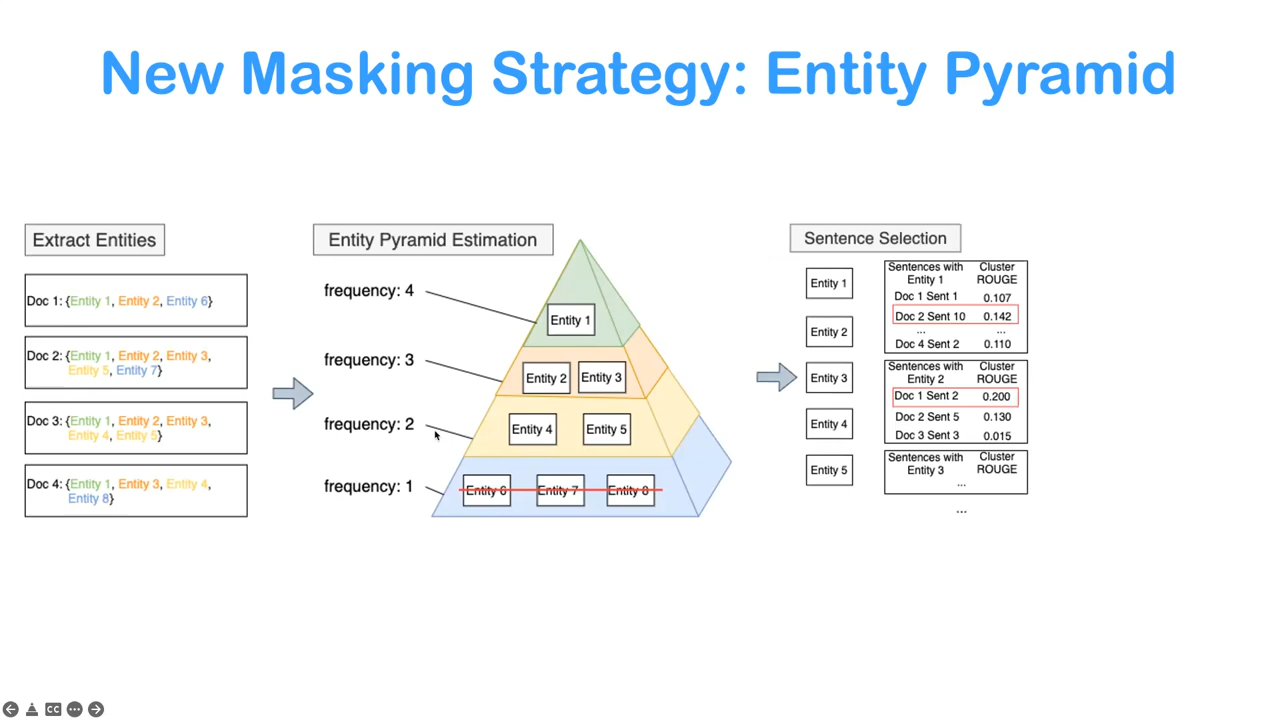 New Masking Strategy: Entity Pyramid
Extract Entities
Doc 1: {Entity 1, Entity 2, Entity 6}
Doc 2: {Entity 1, Entity 2, Entity 3,
Entity 5, Entity 7}
Doc 3: {Entity 1, Entity 2, Entity 3,
Entity 4, Entity 5}
Doc 4: {Entity 1, Entity 3, Entity 4,
Entity 8}
Entity Pyramid Estimation
frequency: 4
Entity 1
frequency: 3
Entity 2
Entity 3
frequency: 2
Entity 4
Entity 5
frequency: 1
Entity 6
Entity 7
Entity 8
Sentence Selection
Entity 1
Entity 2
Entity 3
Entity 4
Entity 5
Sentences with Cluster
Entity 1 ROUGE
Doc 1 Sent 1 0.107
Doc 2 Sent 10 0.142
... ...
Doc 4 Sent 2 0.110
Sentences with Cluster
Entity 2 ROUGE
Doc 1 Sent 2 0.200
Doc 2 Sent 5 0.130
Doc 3 Sent 3 0.015
Sentences with Cluster
Entity 3 ROUGE
...
...
CC